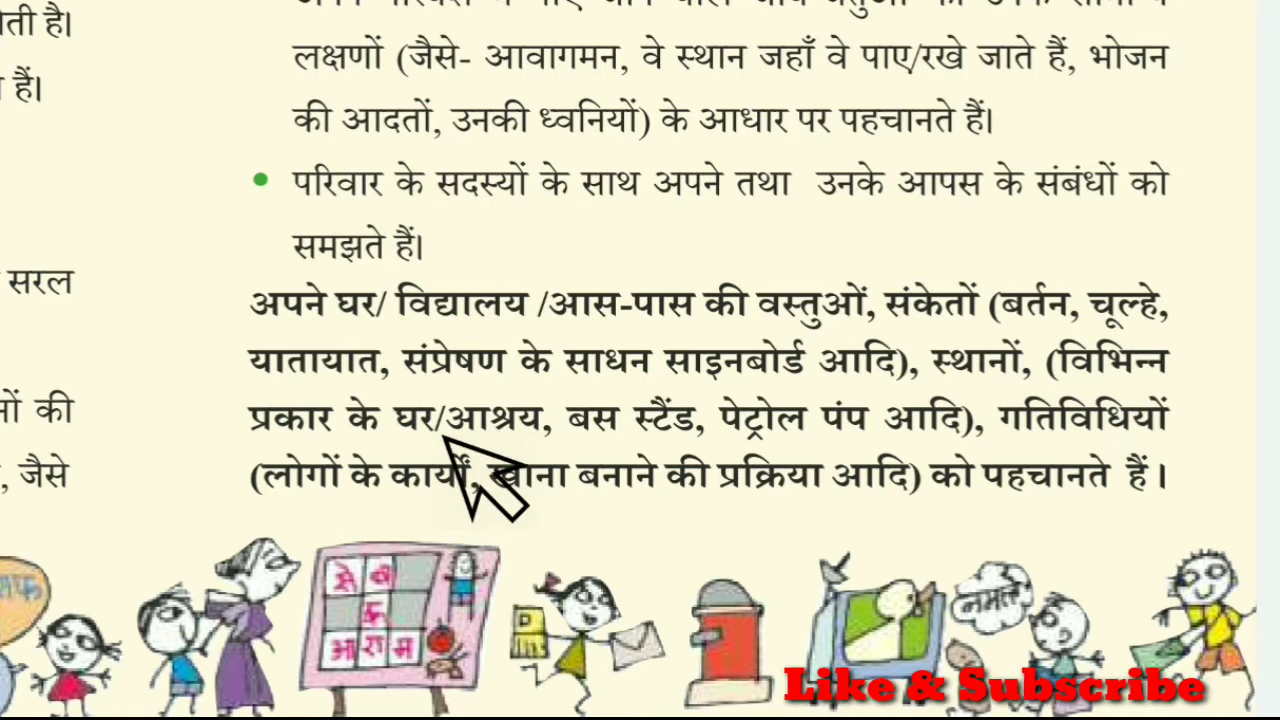 ोती है।
हैं।
सरल
की
, जैसे
लक्षणों (जैसे- आवागमन, वे स्थान जहाँ वे पाए/रखे जाते हैं, भोजन
की आदतों, उनकी ध्वनियों) के आधार पर पहचानते हैं।
• परिवार के सदस्यों के साथ अपने तथा उनके आपस के संबंधों को
समझते हैं।
अपने घर/ विद्यालय /आस-पास की वस्तुओं, संकेतों (बर्तन, चूल्हे,
यातायात, संप्रेषण के साधन साइनबोर्ड आदि), स्थानों, (विभिन्न
प्रकार के घर/आश्रय, बस स्टैंड, पेट्रोल पंप आदि), गतिविधियों
(लोगों के कार्यों, खाना बनाने की प्रक्रिया आदि) को पहचानते हैं।
से ब
आ रा म
Like & Subscribe